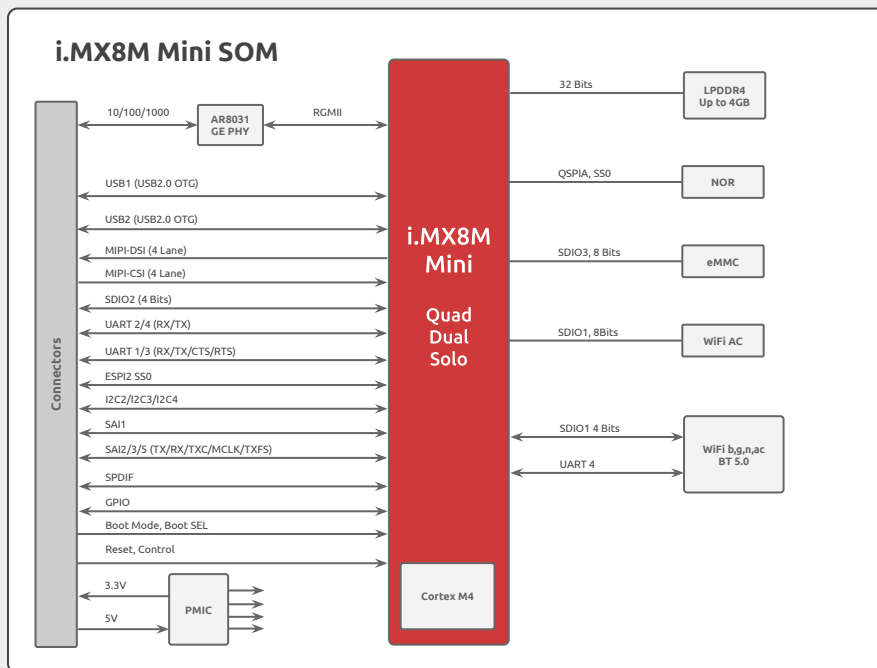 i.MX8M Mini SOM
Connectors
10/100/1000
AR8031
GE PHY
RGMII
USB1 (USB2.0 OTG)
USB2 (USB2.0 OTG)
MIPI-DSI (4 Lane)
MIPI-CSI (4 Lane)
SDIO2 (4 Bits)
UART 2/4 (RX/TX)
UART 1/3 (RX/TX/CTS/RTS)
ESPI2 SS0
I2C2/I2C3/I2C4
SAI1
SAI2/3/5 (TX/RX/TXC/MCLK/TXFS)
SPDIF
GPIO
Boot Mode, Boot SEL
Reset, Control
3.3V
5V
PMIC
i.MX8M
Mini
Quad
Dual
Solo
Cortex M4
32 Bits
LPDDR4
Up to 4GB
QSPIA, SS0
NOR
SDIO3, 8 Bits
eMMC
SDIO1, 8Bits
WiFi AC
SDIO1 4 Bits
UART 4
WiFi b,g,n,ac
BT 5.0